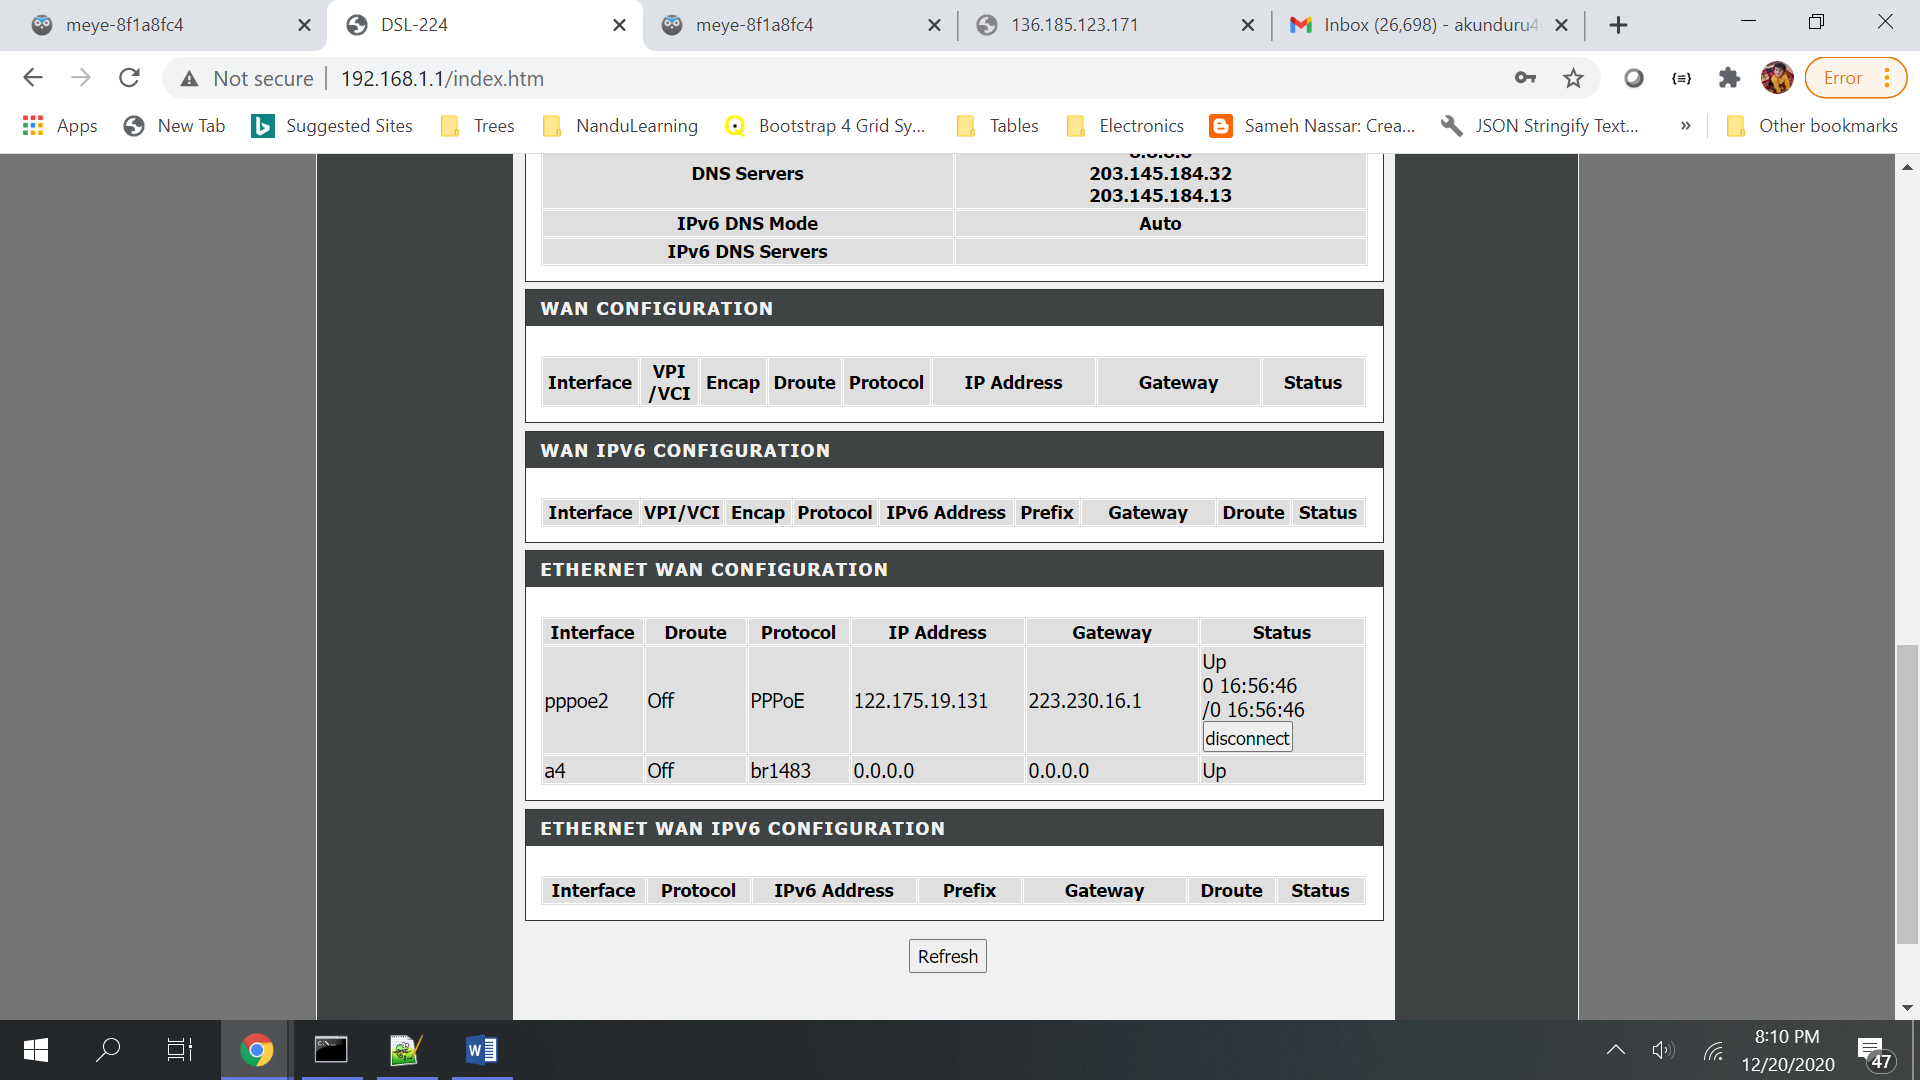 meye-8f1a8fc4
DSL-224
meye-8f1a8fc4
136.185.123.171
Inbox (26,698) - akunduru4
Not secure
192.168.1.1/index.htm
Error
Apps
New Tab
Suggested Sites
Trees
NanduLearning
Bootstrap 4 Grid Sy...
Tables
Electronics
Sameh Nassar: Crea...
JSON Stringify Text...
»
Other bookmarks
DNS Servers
203.145.184.32
203.145.184.13
IPv6 DNS Mode Auto
IPv6 DNS Servers
WAN CONFIGURATION
Interface VPI /VCI Encap Droute Protocol IP Address Gateway Status
WAN IPV6 CONFIGURATION
Interface VPI/VCI Encap Protocol IPv6 Address Prefix Gateway Droute Status
ETHERNET WAN CONFIGURATION
Interface Droute Protocol IP Address Gateway Status
pppoe2 Off PPPoE 122.175.19.131 223.230.16.1 Up
0 16:56:46
/0 16:56:46
disconnect
a4 Off br1483 0.0.0.0 0.0.0.0 Up
ETHERNET WAN IPV6 CONFIGURATION
Interface Protocol IPv6 Address Prefix Gateway Droute Status
Refresh
8:10 PM
12/20/2020
47